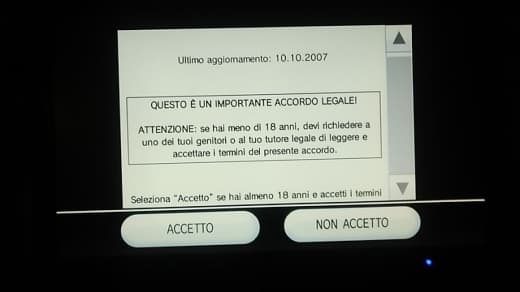 Ultimo aggiornamento: 10.10.2007
QUESTO È UN IMPORTANTE ACCORDO LEGALE!
ATTENZIONE: se hai meno di 18 anni, devi richiedere a
uno dei tuoi genitori o al tuo tutore legale di leggere e
accettare i termini del presente accordo.
Seleziona "Accetto" se hai almeno 18 anni e accetti i termini
ACCETTO
NON ACCETTO